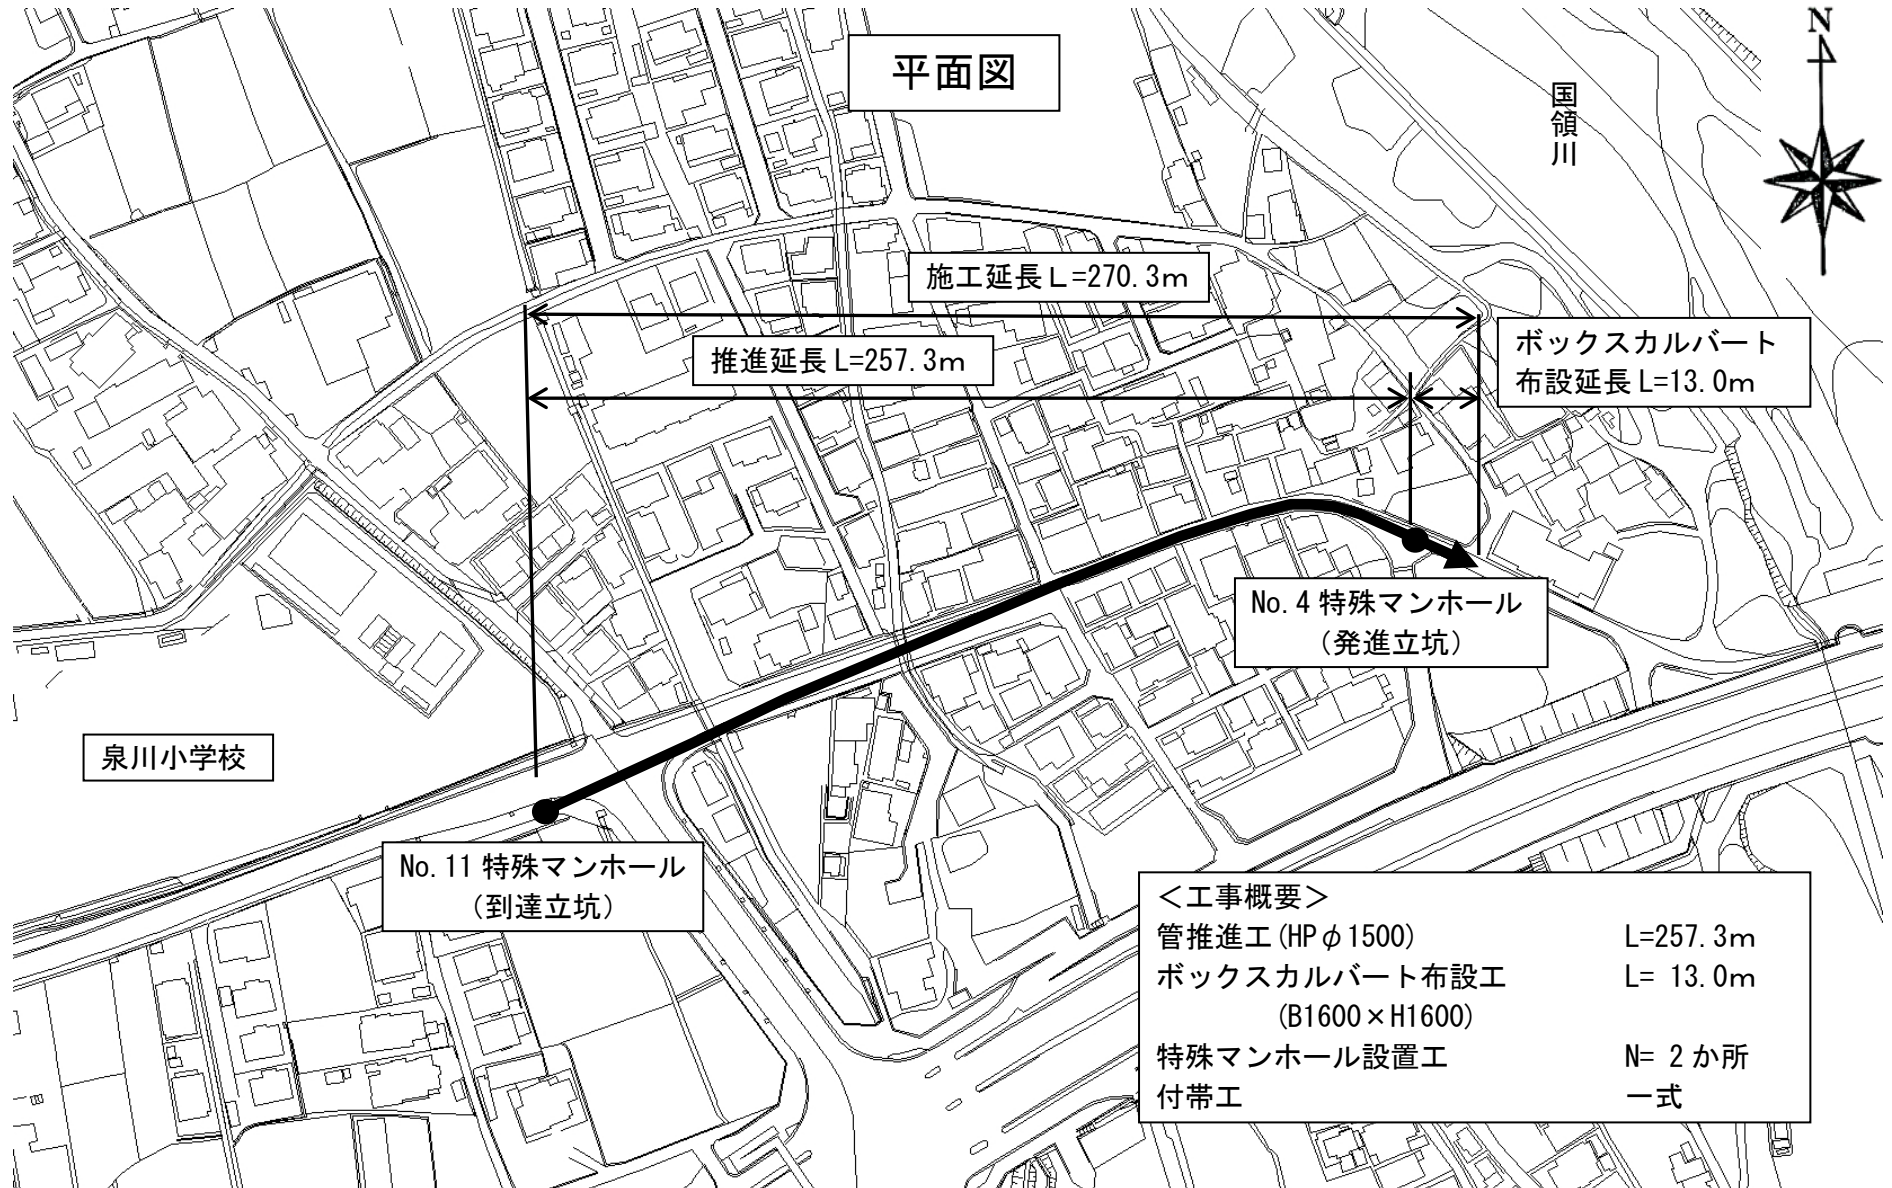 平面図
N
国領川
施工延長L=270.3m
推進延長L=257.3m
ボックスカルバート
布設延長L=13.0m
No.4特殊マンホール
（発進立坑）
泉川小学校
No.11特殊マンホール
（到達立坑）
＜工事概要＞
管推進工(HPφ1500) L=257.3m
ボックスカルバート布設工 L= 13.0m
(B1600×H1600)
特殊マンホール設置工 N= 2か所
付帯工 一式